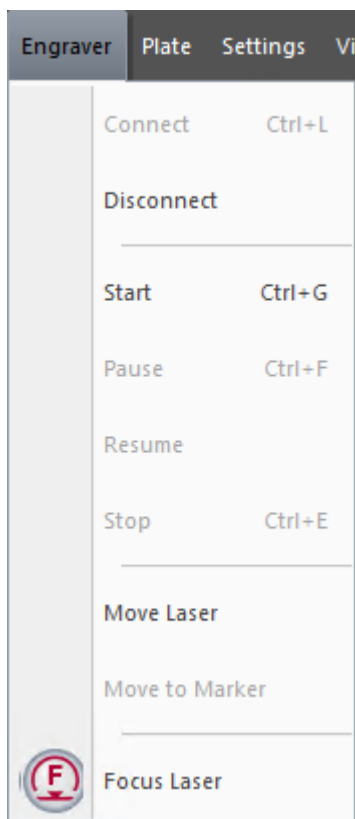 Engraver Plate Settings Vi
Connect Ctrl+L
Disconnect
Start Ctrl+G
Pause Ctrl+F
Resume
Stop Ctrl+E
Move Laser
Move to Marker
F Focus Laser